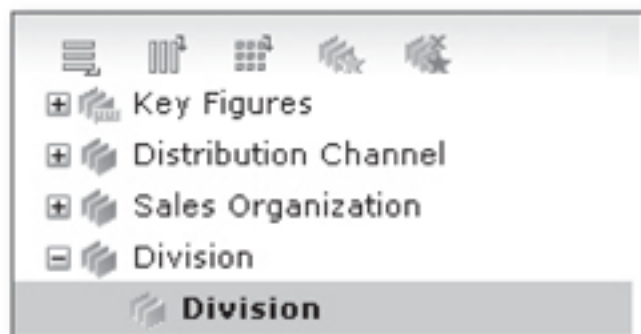 Key Figures
Distribution Channel
Sales Organization
Division
Division